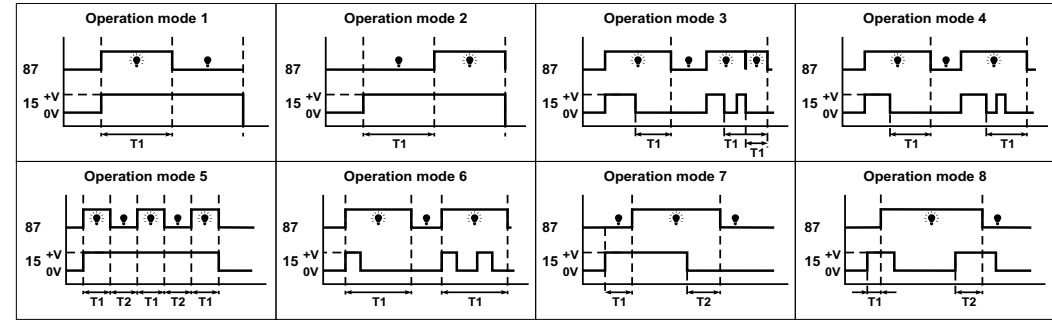 Operation mode 1
87
15 +V
0V
T1
Operation mode 2
87
15 +V
0V
T1
Operation mode 3
87
15 +V
0V
T1 T1
T1
Operation mode 4
87
15 +V
0V
T1 T1
Operation mode 5
87
15 +V
0V
T1 T2 T1 T2 T1
Operation mode 6
87
15 +V
0V
T1 T1
Operation mode 7
87
15 +V
0V
T1 T2
Operation mode 8
87
15 +V
0V
T1 T2